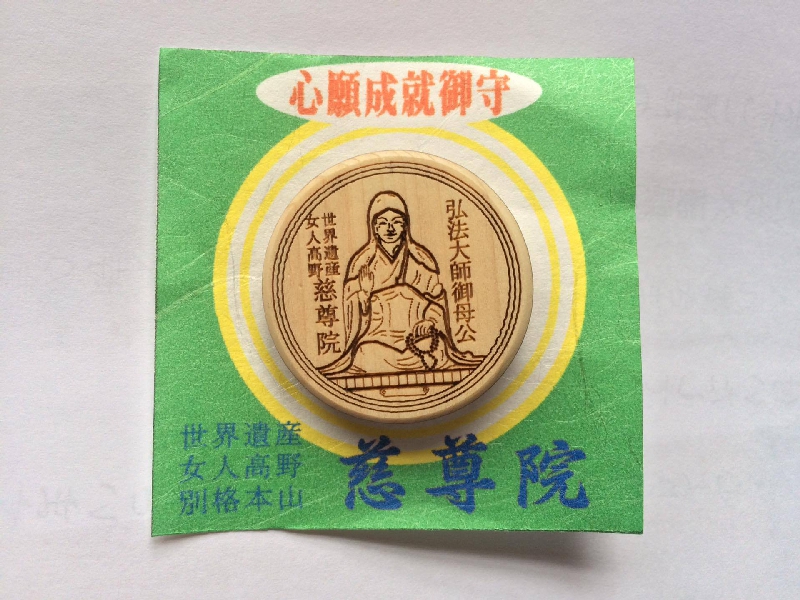 心願成就御守
弘法大師御母公
世界遺産
女人高野
慈尊院
世界遺産
女人高野
別格本山
慈尊院